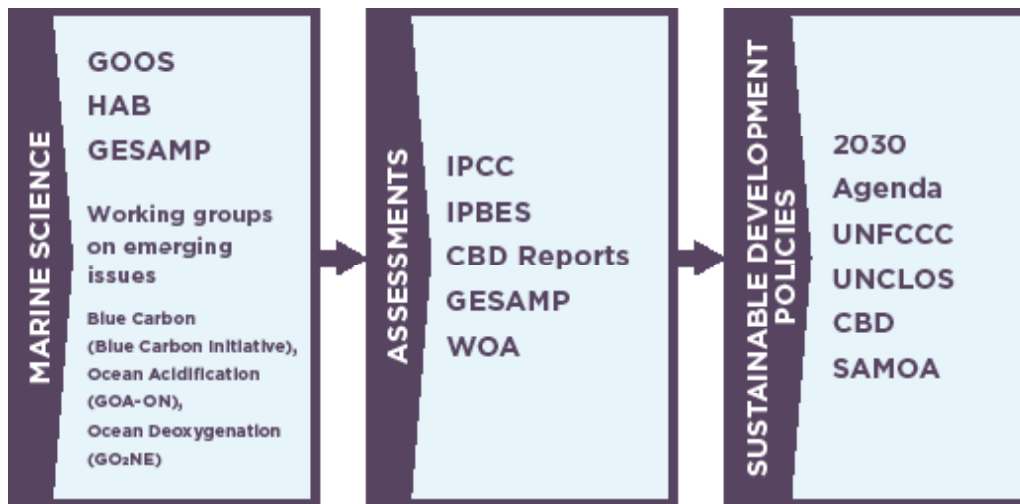 MARINE SCIENCE
GOOS
HAB
GESAMP
Working groups
on emerging
issues
Blue Carbon
(Blue Carbon Initiative),
Ocean Acidification
(GOA-ON),
Ocean Deoxygenation
(GO₂NE)
ASSESSMENTS
IPCC
IPBES
CBD Reports
GESAMP
WOA
SUSTAINABLE DEVELOPMENT
POLICIES
2030
Agenda
UNFCCC
UNCLOS
CBD
SAMOA